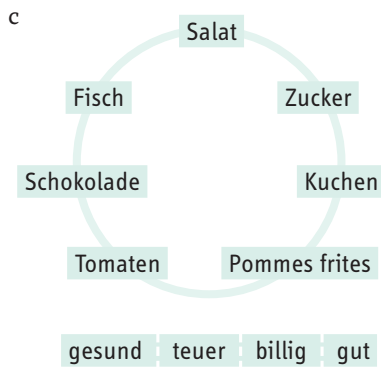 c
Salat
Fisch Zucker
Schokolade Kuchen
Tomaten Pommes frites
gesund teuer billig gut